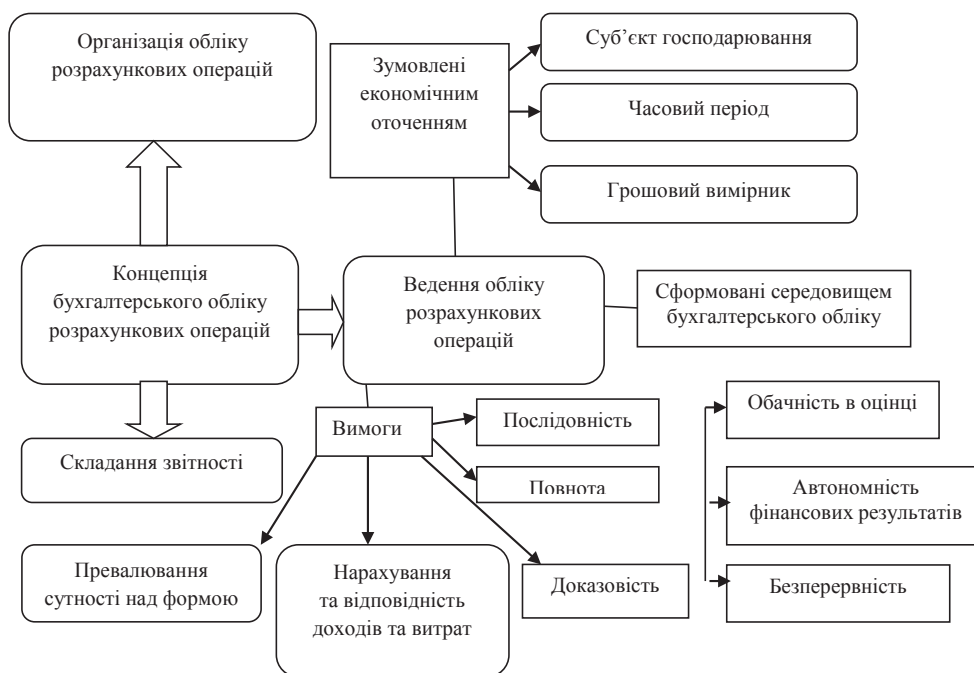 Організація обліку
розрахункових операцій
Зумовлені
економічним
оточенням
Суб’єкт господарювання
Часовий період
Грошовий вимірник
Концепція
бухгалтерського обліку
розрахункових операцій
Ведення обліку
розрахункових
операцій
Сформовані середовищем
бухгалтерського обліку
Вимоги
Послідовність
Повнота
Обачність в оцінці
Складання звітності
Автономність
фінансових результатів
Превалювання
сутності над формою
Нарахування
та відповідність
доходів та витрат
Доказовість
Безперервність